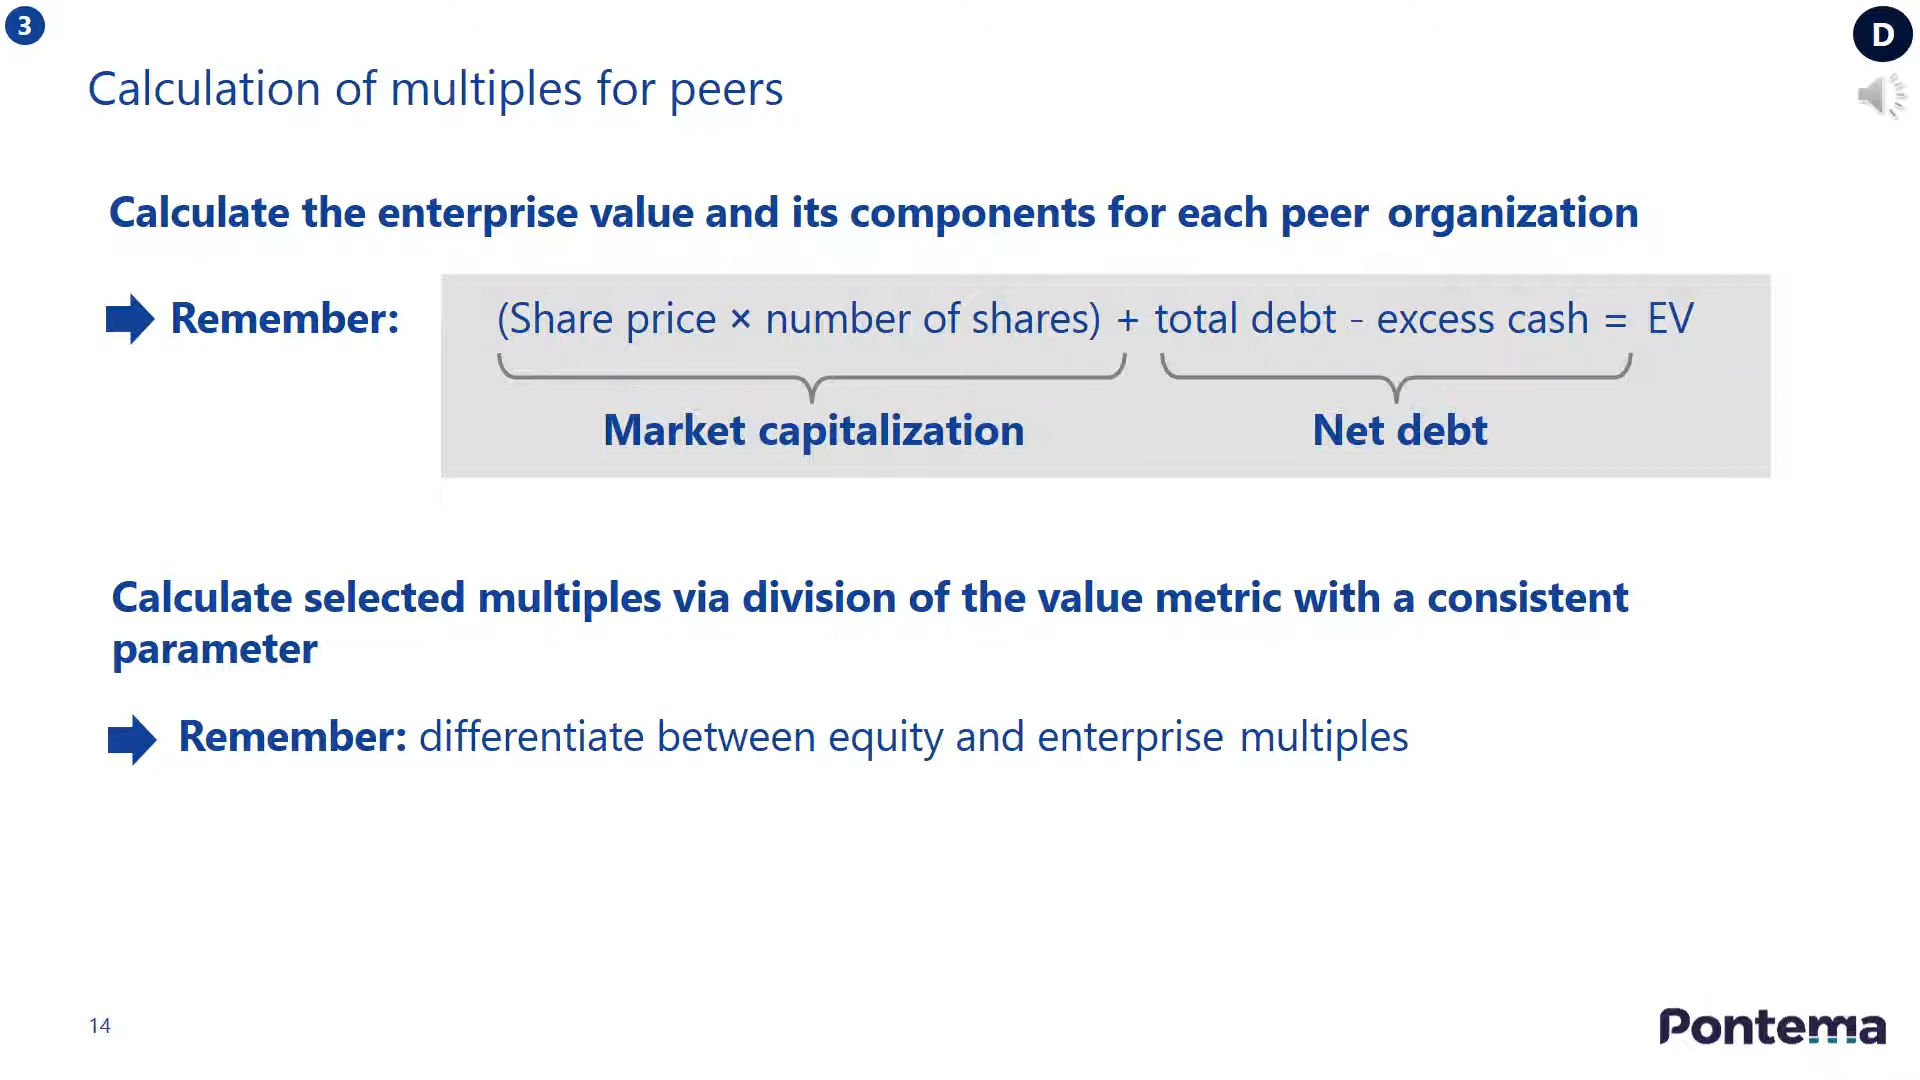 3
D
Calculation of multiples for peers
Calculate the enterprise value and its components for each peer organization
Remember: (Share price × number of shares) + total debt - excess cash = EV
Market capitalization Net debt
Calculate selected multiples via division of the value metric with a consistent
parameter
Remember: differentiate between equity and enterprise multiples
14
Pontema